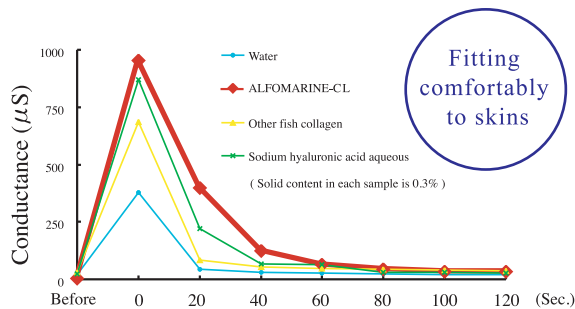 1000
750
500
250
0
Conductance (μS)
Before
0
20
40
60
80
100
120
(Sec.)
Water
ALFOMARINE-CL
Other fish collagen
Sodium hyaluronic acid aqueous
( Solid content in each sample is 0.3% )
Fitting
comfortably
to skins